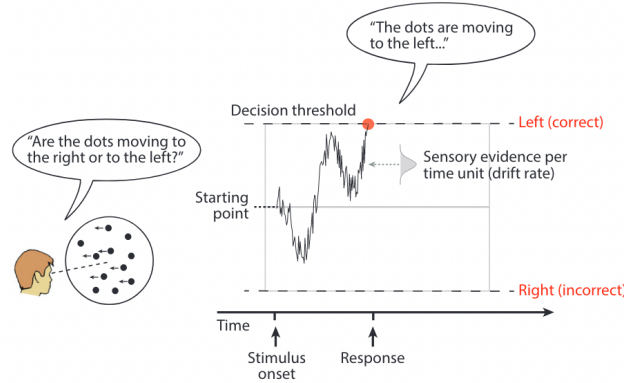 “The dots are moving
to the left...”
Decision threshold
Left (correct)
“Are the dots moving to
the right or to the left?”
Sensory evidence per
time unit (drift rate)
Starting
point
Right (incorrect)
Time
Stimulus
onset
Response